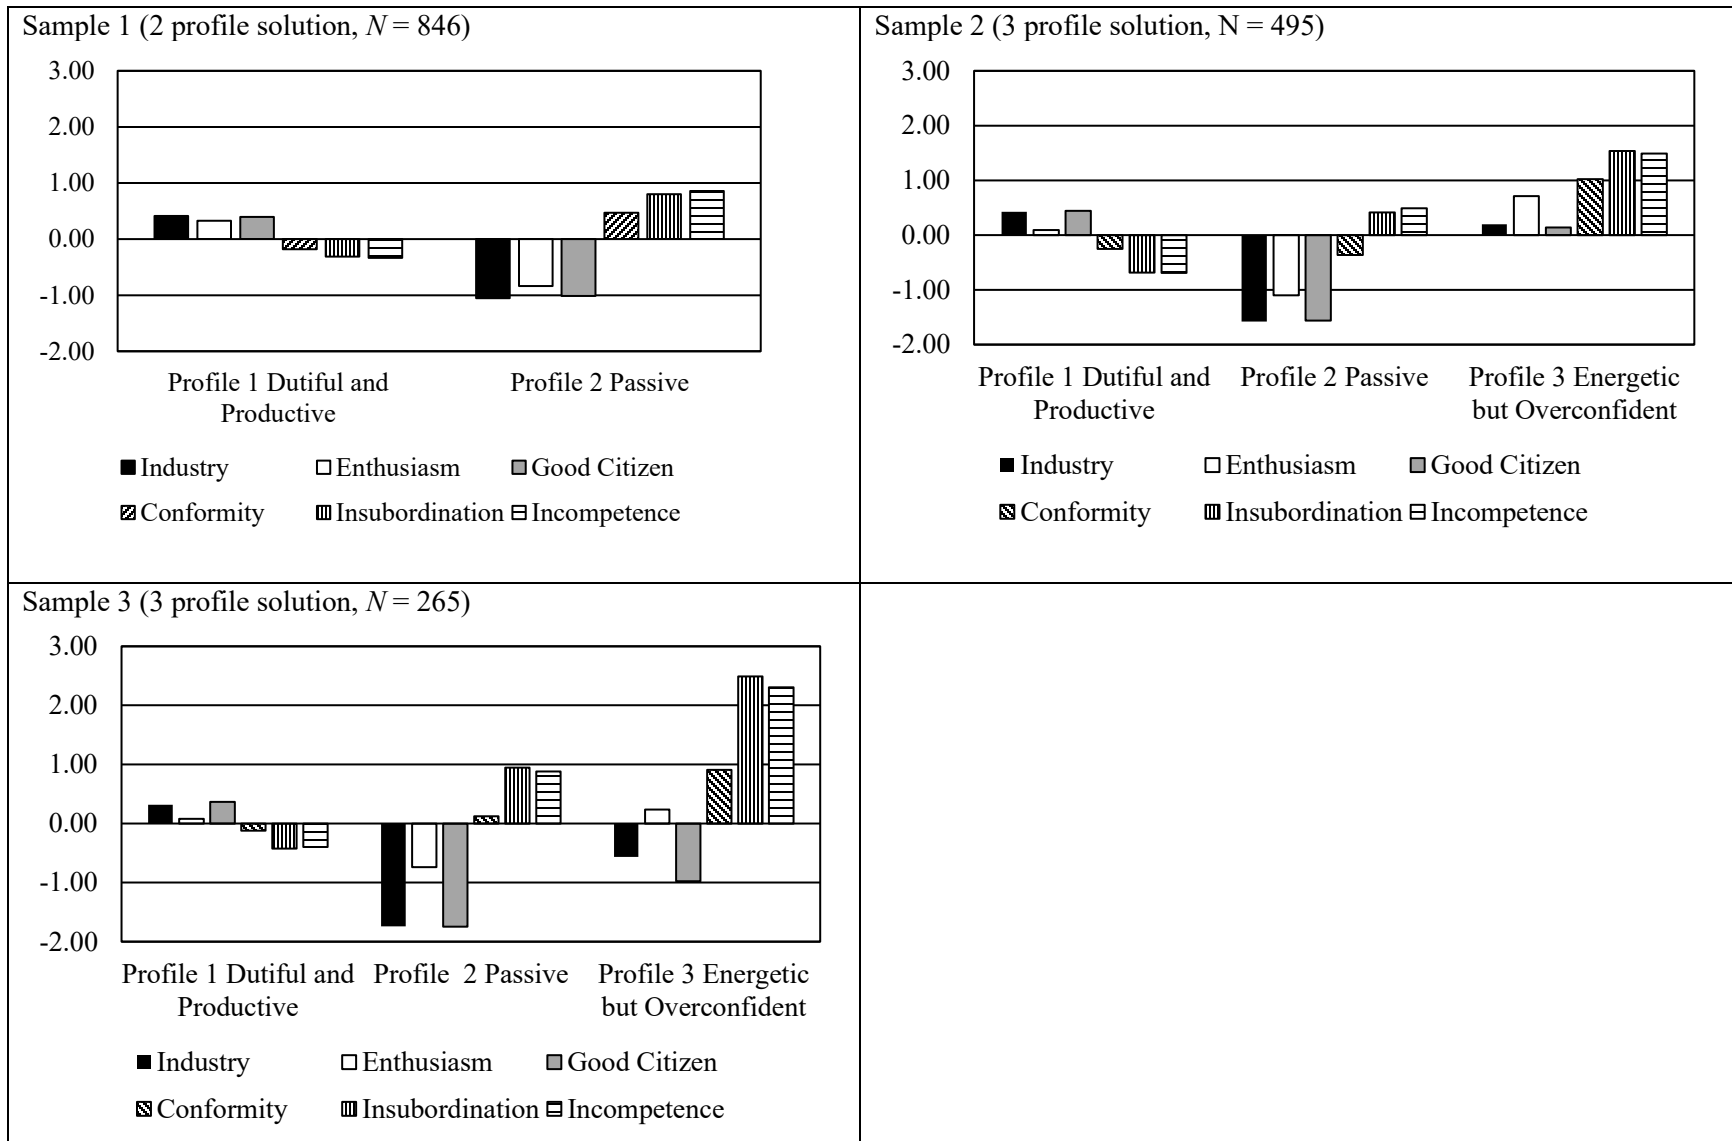 Sample 1 (2 profile solution, N = 846)
3.00
2.00
1.00
0.00
-1.00
-2.00
Profile 1 Dutiful and
Productive
Profile 2 Passive
Industry Enthusiasm Good Citizen
Conformity Insubordination Incompetence
Sample 2 (3 profile solution, N = 495)
3.00
2.00
1.00
0.00
-1.00
-2.00
Profile 1 Dutiful and
Productive
Profile 2 Passive
Profile 3 Energetic
but Overconfident
Industry Enthusiasm Good Citizen
Conformity Insubordination Incompetence
Sample 3 (3 profile solution, N = 265)
3.00
2.00
1.00
0.00
-1.00
-2.00
Profile 1 Dutiful and
Productive
Profile 2 Passive
Profile 3 Energetic
but Overconfident
Industry Enthusiasm Good Citizen
Conformity Insubordination Incompetence